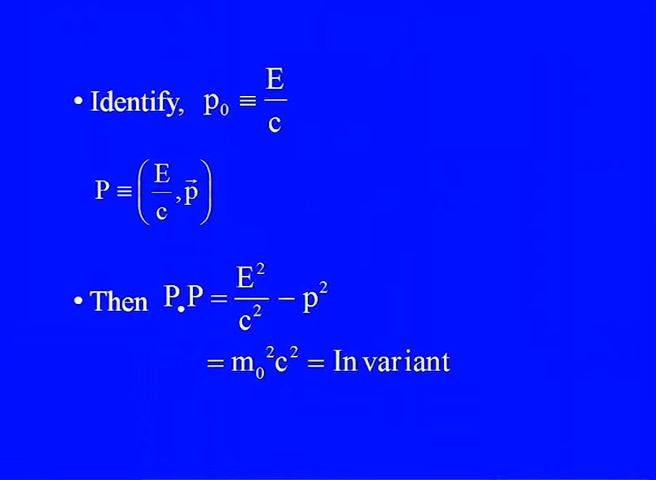 • Identify, p₀ ≡ E/c
P ≡ (E/c, p⃗)
• Then P.P = E²/c² − p²
= m₀²c² = In variant